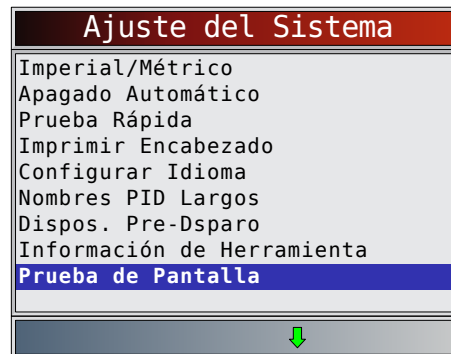 Ajuste del Sistema
Imperial/Métrico
Apagado Automático
Prueba Rápida
Imprimir Encabezado
Configurar Idioma
Nombres PID Largos
Dispos. Pre-Dsparo
Información de Herramienta
Prueba de Pantalla